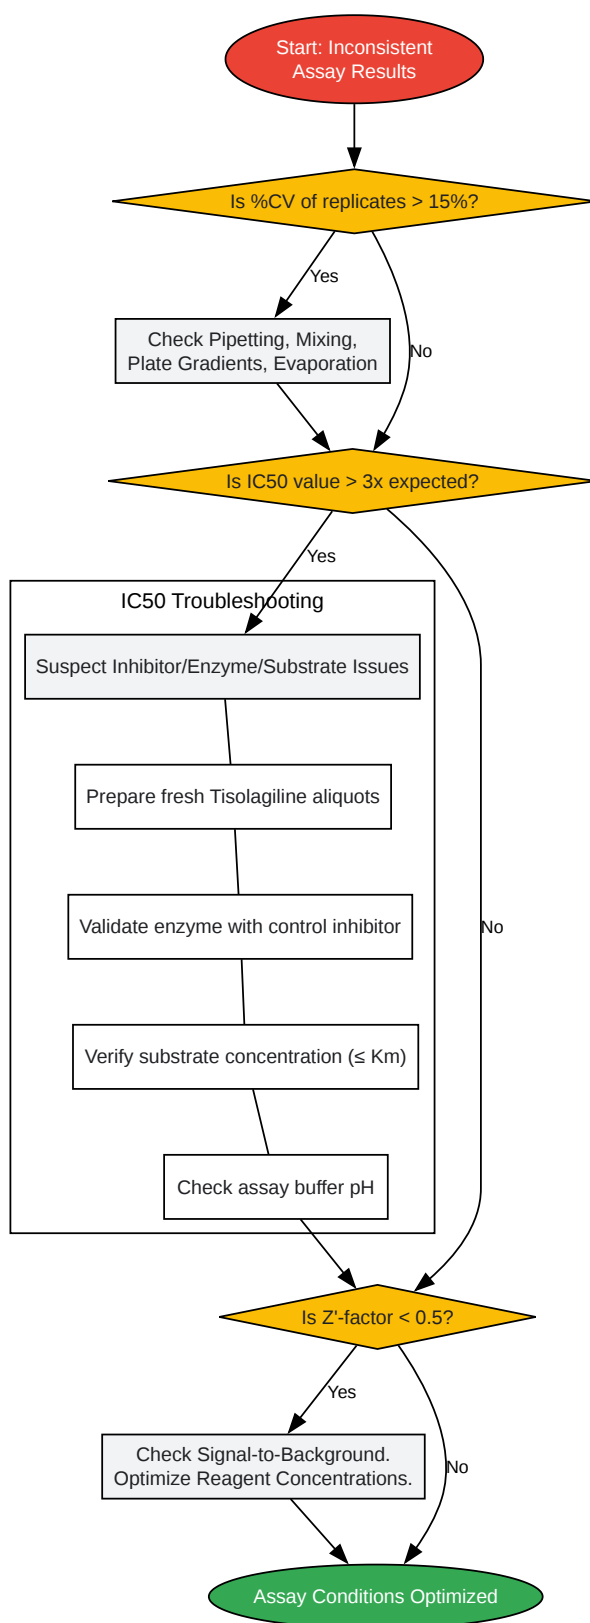 Start: Inconsistent
Assay Results
Is %CV of replicates > 15%?
Yes
No
Check Pipetting, Mixing,
Plate Gradients, Evaporation
Is IC50 value > 3x expected?
Yes
No
IC50 Troubleshooting
Suspect Inhibitor/Enzyme/Substrate Issues
Prepare fresh Tisolagiline aliquots
Validate enzyme with control inhibitor
Verify substrate concentration (≤ Km)
Check assay buffer pH
Is Z'-factor < 0.5?
Yes
No
Check Signal-to-Background.
Optimize Reagent Concentrations.
Assay Conditions Optimized